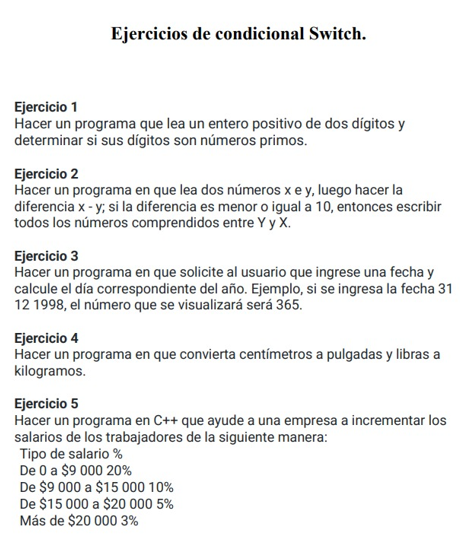 Ejercicios de condicional Switch.
Ejercicio 1
Hacer un programa que lea un entero positivo de dos dígitos y
determinar si sus dígitos son números primos.
Ejercicio 2
Hacer un programa en que lea dos números x e y, luego hacer la
diferencia x - y; si la diferencia es menor o igual a 10, entonces escribir
todos los números comprendidos entre Y y X.
Ejercicio 3
Hacer un programa en que solicite al usuario que ingrese una fecha y
calcule el día correspondiente del año. Ejemplo, si se ingresa la fecha 31
12 1998, el número que se visualizará será 365.
Ejercicio 4
Hacer un programa en que convierta centímetros a pulgadas y libras a
kilogramos.
Ejercicio 5
Hacer un programa en C++ que ayude a una empresa a incrementar los
salarios de los trabajadores de la siguiente manera:
Tipo de salario %
De 0 a $9 000 20%
De $9 000 a $15 000 10%
De $15 000 a $20 000 5%
Más de $20 000 3%